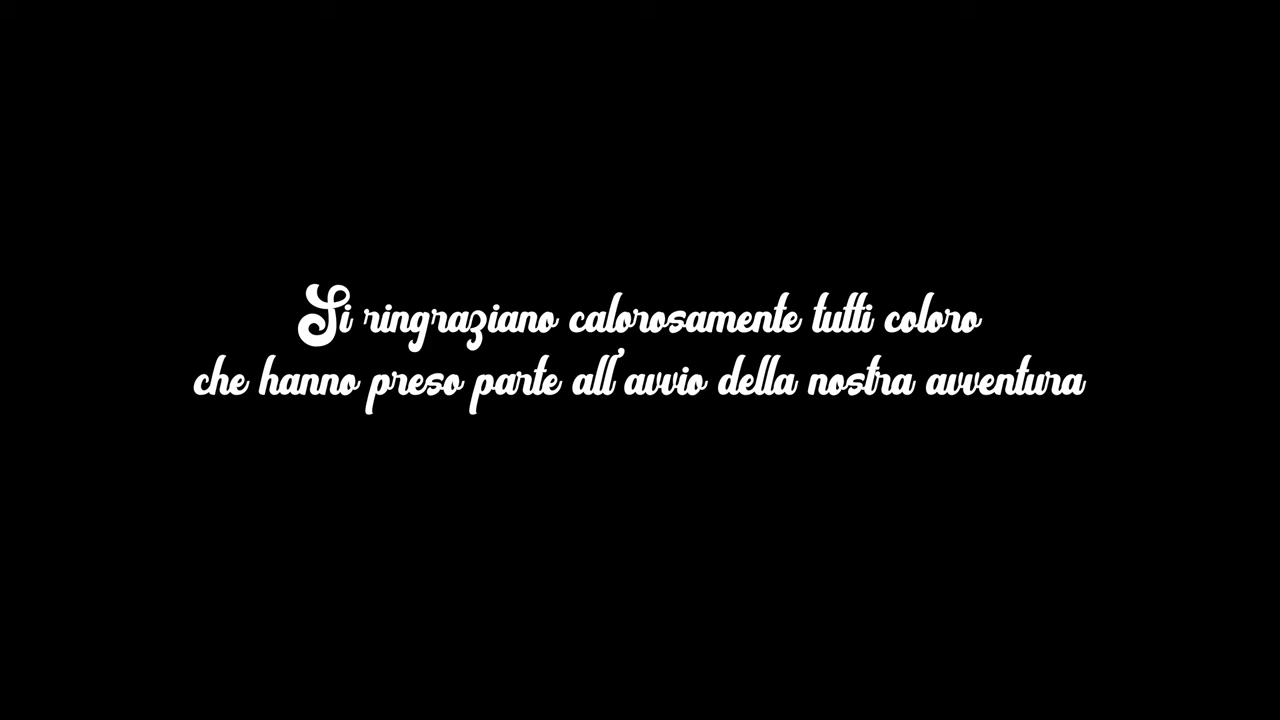 Si ringraziano calorosamente tutti coloro
che hanno preso parte all'avvio della nostra avventura